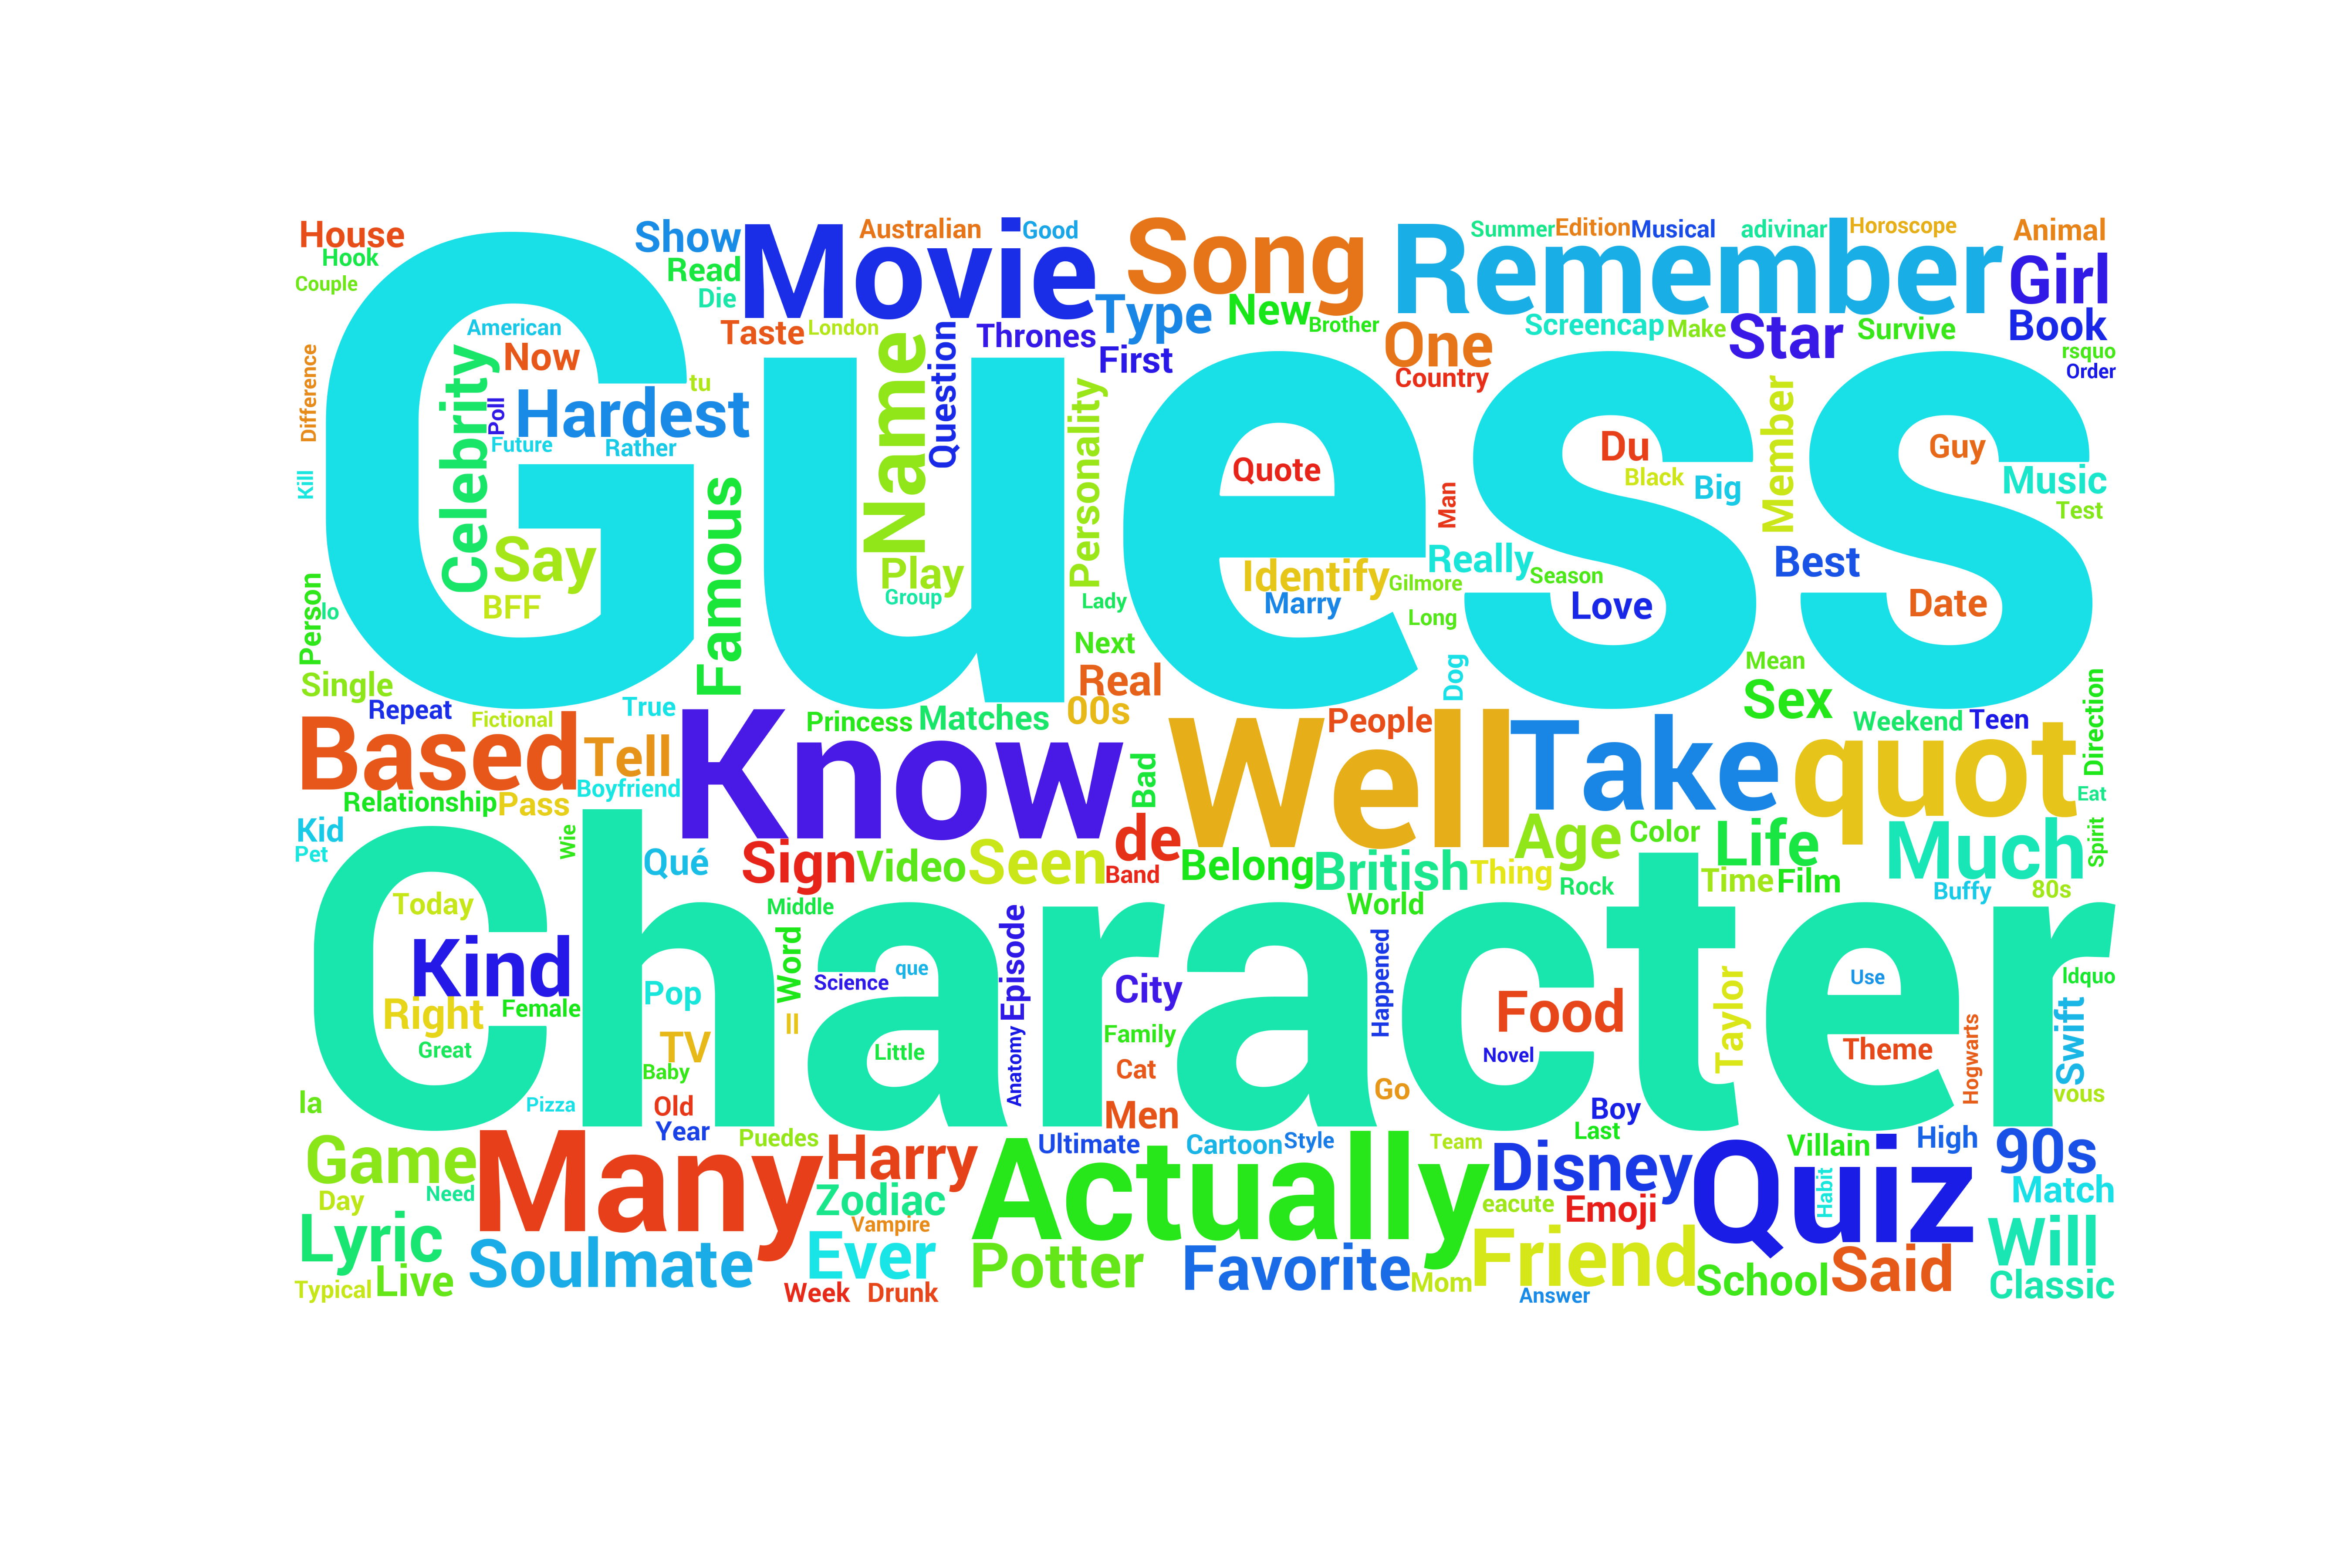 House
Hook
Couple
Show
Read
Die
Movie
Australian
Good
Song
Remember
Summer
Edition
Musical
adivinar
Horoscope
Animal
Girl
Book
rsquo
Order
Taste
London
Thrones
Type
First
New
Brother
One
Country
Screencap
Make
Star
Survive
Guess
American
Now
Celebrity
Poll
Hardest
tu
Future
Rather
Say
BFF
Difference
Kill
Person
lo
Single
Famous
Name
Question
Play
Group
Personality
Lady
Next
Real
00s
Quote
Identify
Marry
Man
Really
Gilmore
Season
Long
Dog
Du
Black
Big
Love
Member
Best
Mean
Sex
Guy
Music
Test
Date
Repeat
Fictional
True
Princess
Matches
People
Weekend
Teen
Direction
Based
Tell
Boyfriend
Know
Bad
Well
Take
quot
Eat
Relationship
Pass
Kid
Pet
Wie
Qué
Sign
Video
Seen
de
Band
Belong
British
Thing
World
Age
Color
Rock
Life
Time
Film
Much
Buffy
80s
Spirit
Character
Today
Kind
Right
Female
Great
Pizza
la
Pop
TV
Baby
Old
Year
Middle
Word
ll
Science
que
Little
Episode
Anatomy
City
Family
Cat
Men
Happened
Go
Food
Novel
Boy
Last
Taylor
Use
Theme
Hogwarts
ldquo
Swift
vous
Game
Day
Need
Lyric
Typical
Live
Many
Soulmate
Puedes
Harry
Zodiac
Vampire
Ever
Week
Drunk
Ultimate
Cartoon
Style
Actually
Team
Potter
Favorite
Mom
Disney
eacute
Emoji
Friend
Answer
Quiz
Villain
Habit
High
School
Said
90s
Match
Will
Classic